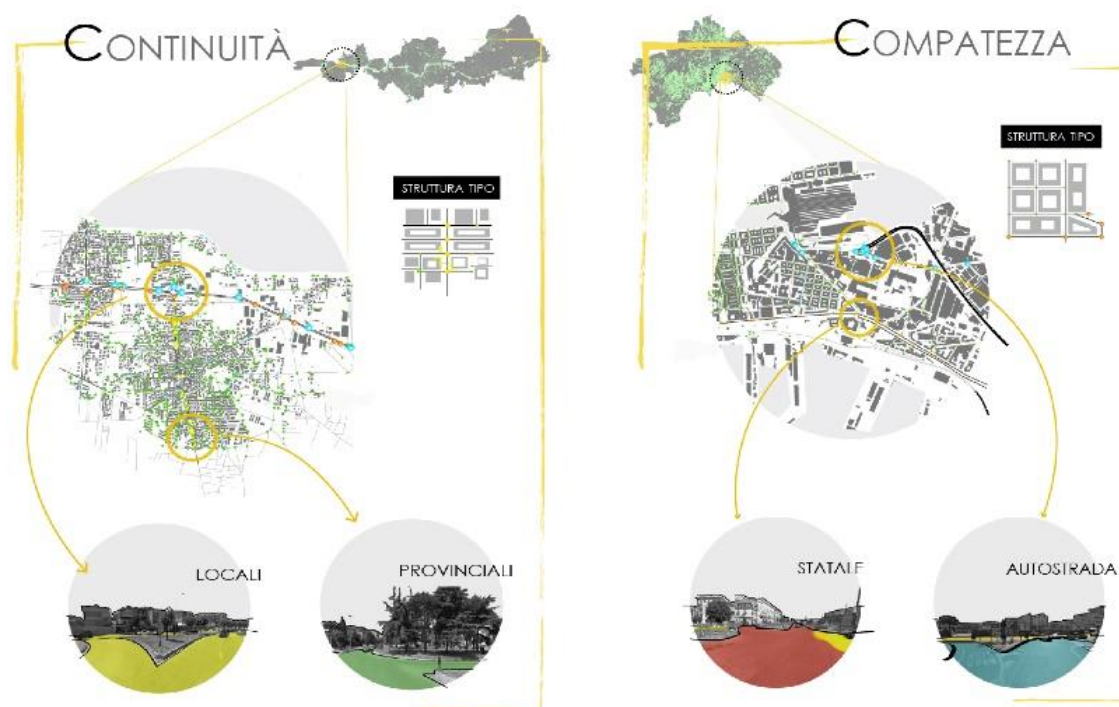 CONTINUITÀ
STRUTTURA TIPO
LOCALI
PROVINCIALI
COMPATEZZA
STRUTTURA TIPO
STATALE
AUTOSTRADA